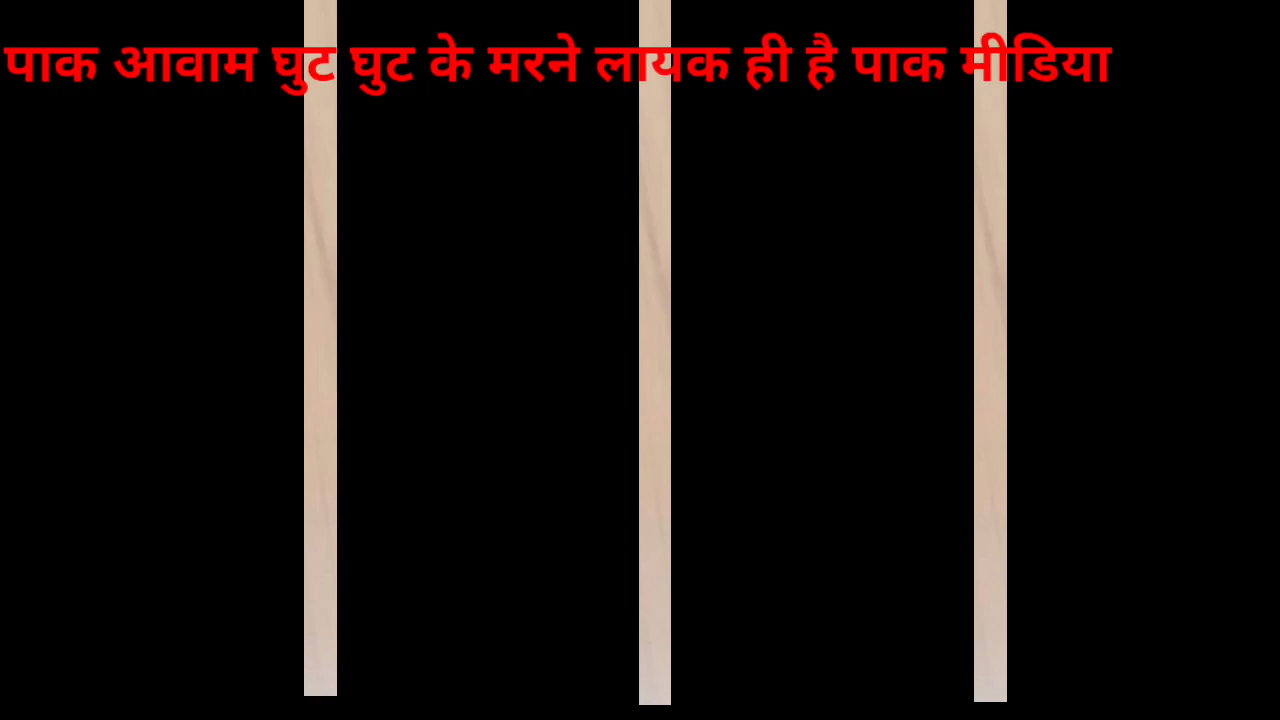 पाक आवाम घुट घुट के मरने लायक ही है पाक मीडिया